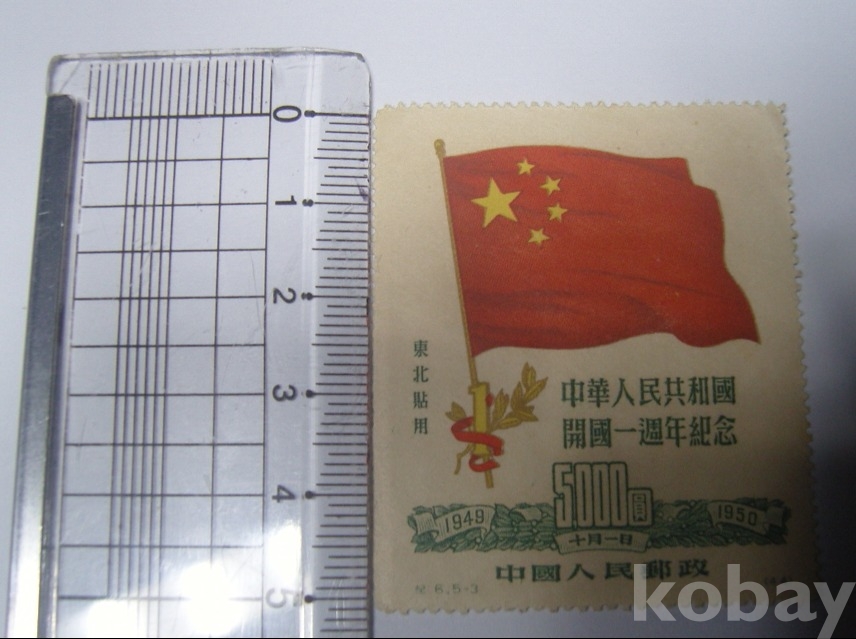 0
1
2
3
4
5
東北貼用
中華人民共和國
開國一週年紀念
5000圓
1949
1950
十月一日
中國人民郵政
紀 6.5-3
kobay